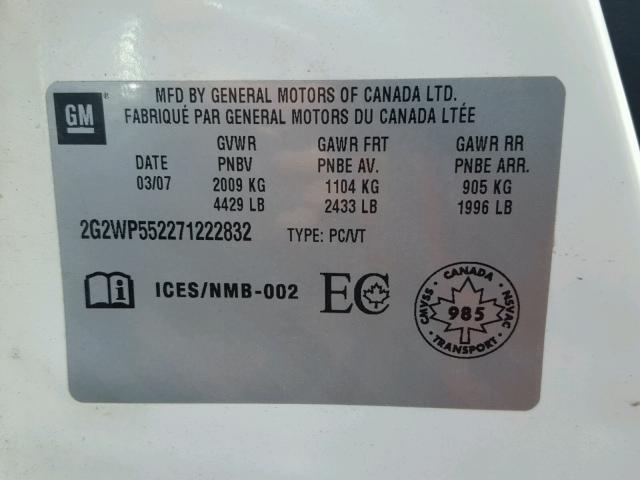 GM
®
MFD BY GENERAL MOTORS OF CANADA LTD.
FABRIQUÉ PAR GENERAL MOTORS DU CANADA LTÉE
GVWR GAWR FRT GAWR RR
DATE PNBV PNBE AV. PNBE ARR.
03/07 2009 KG 1104 KG 905 KG
4429 LB 2433 LB 1996 LB
2G2WP552271222832 TYPE: PC/VT
i ICES/NMB-002 EC
CANADA
CMVSS 985 NSVAC
TRANSPORT